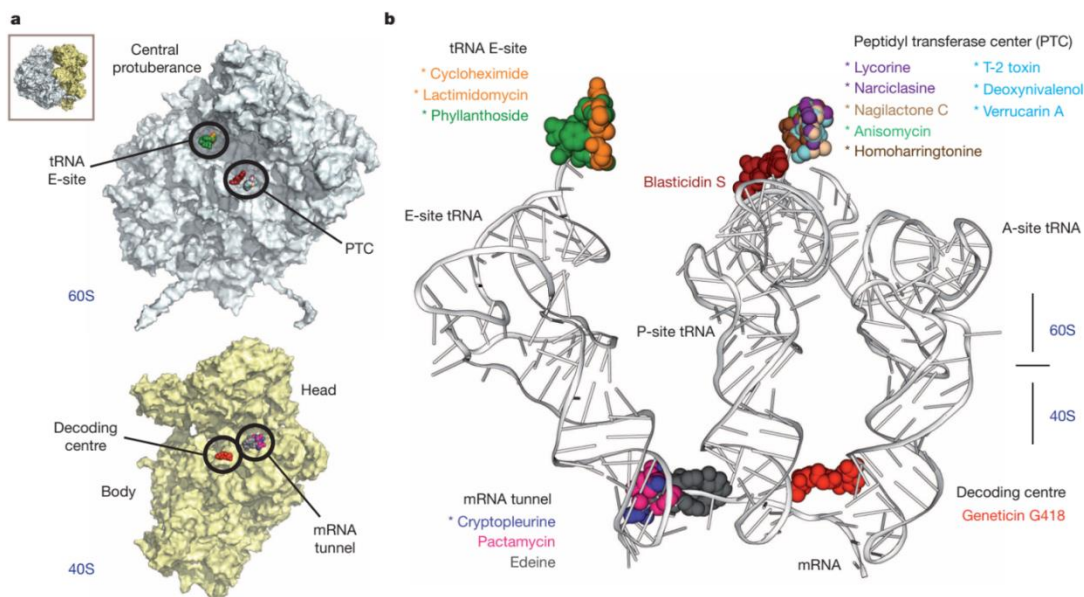 a
Central
protuberance
tRNA
E-site
PTC
60S
Head
Decoding
centre
Body
mRNA
tunnel
40S
b
tRNA E-site
* Cycloheximide
* Lactimidomycin
* Phyllanthoside
Peptidyl transferase center (PTC)
* Lycorine
* Narciclasine
* Nagilactone C
* Anisomycin
* Homoharringtonine
* T-2 toxin
* Deoxynivalenol
* Verrucarin A
Blasticidin S
E-site tRNA
A-site tRNA
P-site tRNA
60S
40S
mRNA tunnel
* Cryptopleurine
Pactamycin
Edeine
Decoding centre
Geneticin G418
mRNA